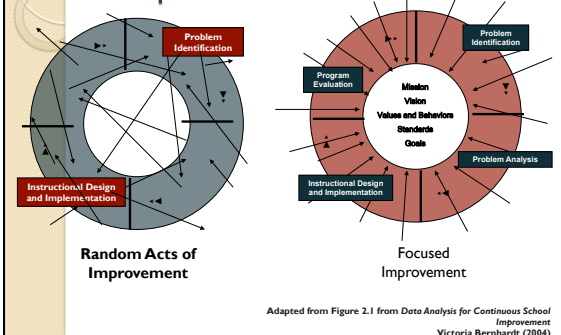 Problem
Identification
Instructional Design
and Implementation
Random Acts of
Improvement
Problem
Identification
Program
Evaluation
Mission
Vision
Values and Behaviors
Standards
Goals
Problem Analysis
Instructional Design
and Implementation
Focused
Improvement
Adapted from Figure 2.1 from Data Analysis for Continuous School
Improvement
Victoria Bernhardt (2004)